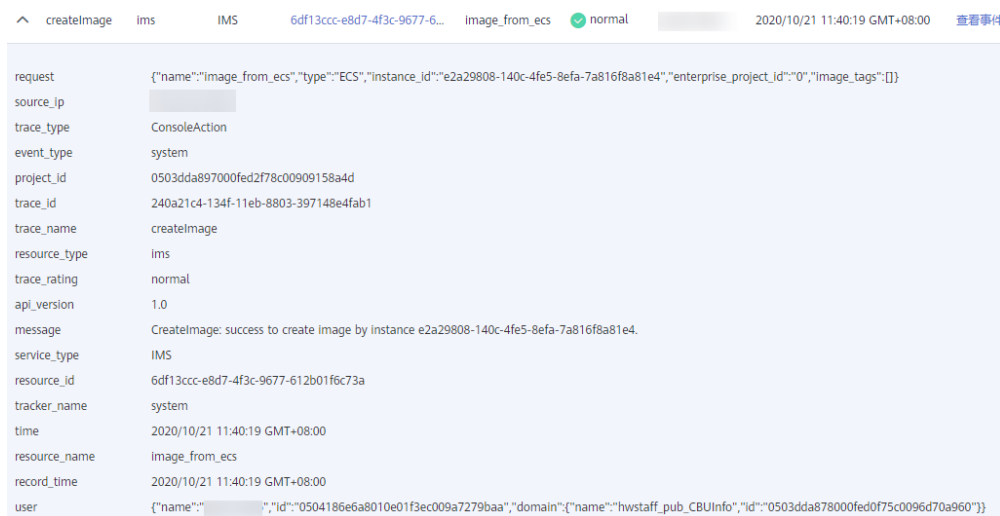 createImage ims IMS 6df13ccc-e8d7-4f3c-9677-6... image_from_ecs normal 2020/10/21 11:40:19 GMT+08:00 查看事件
request {"name":"image_from_ecs","type":"ECS","instance_id":"e2a29808-140c-4fe5-8efa-7a816f8a81e4","enterprise_project_id":"0","image_tags":[]}
source_ip
trace_type ConsoleAction
event_type system
project_id 0503dda897000fed2f78c00909158a4d
trace_id 240a21c4-134f-11eb-8803-397148e4fab1
trace_name createImage
resource_type ims
trace_rating normal
api_version 1.0
message CreateImage: success to create image by instance e2a29808-140c-4fe5-8efa-7a816f8a81e4.
service_type IMS
resource_id 6df13ccc-e8d7-4f3c-9677-612b01f6c73a
tracker_name system
time 2020/10/21 11:40:19 GMT+08:00
resource_name image_from_ecs
record_time 2020/10/21 11:40:19 GMT+08:00
user {"name":" ","id":"0504186e6a8010e01f3ec009a7279baa","domain":{"name":"hwstaff_pub_CBUInfo","id":"0503dda878000fed0f75c0096d70a960"}}